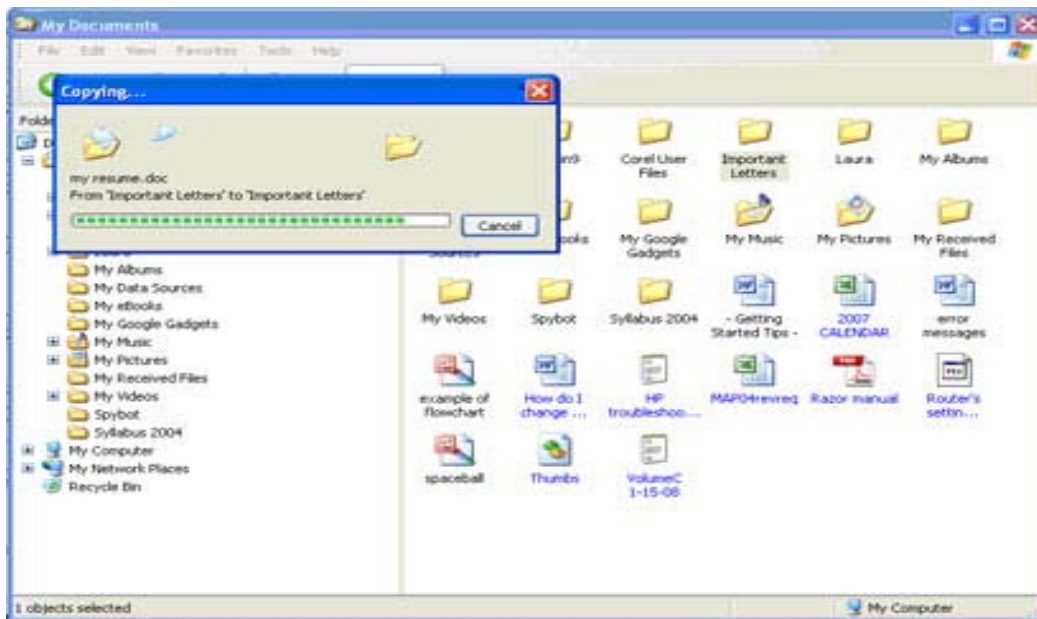 My Documents
File Edit View Favorites Tools Help
Copying...
my resume.doc
From 'Important Letters' to 'Important Letters'
Cancel
My Albums
My Data Sources
My eBooks
My Google Gadgets
My Music
My Pictures
My Received Files
My Videos
Spybot
Syllabus 2004
My Computer
My Network Places
Recycle Bin
Corel User
Files
Important
Letters
Laura
My Albums
My Google
Gadgets
My Music
My Pictures
My Received
Files
My Videos
Spybot
Syllabus 2004
- Getting
Started Tips -
2007
CALENDAR
error
messages
example of
flowchart
How do I
change ...
HP
troubleshoo...
MAP04revreq
Razor manual
Router's
settin...
spaceball
Thumbs
VolumeC
1-15-08
1 objects selected
My Computer